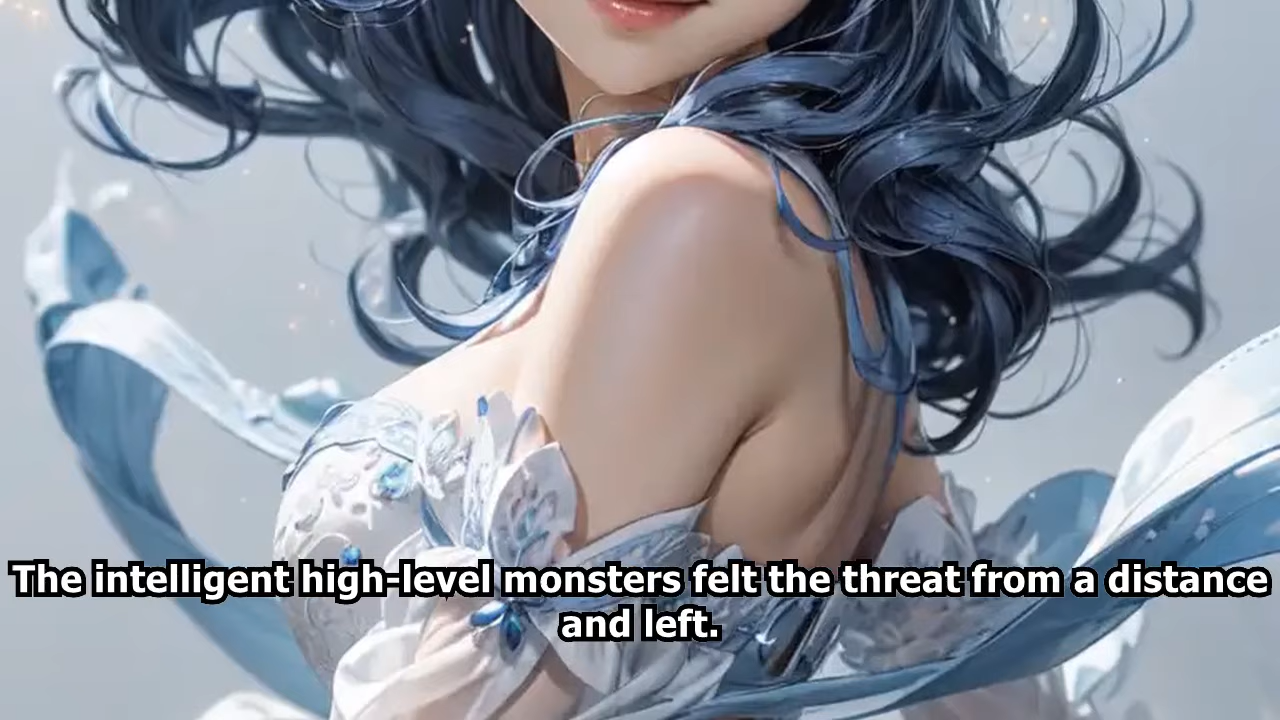 The intelligent high-level monsters felt the threat from a distance
and left.